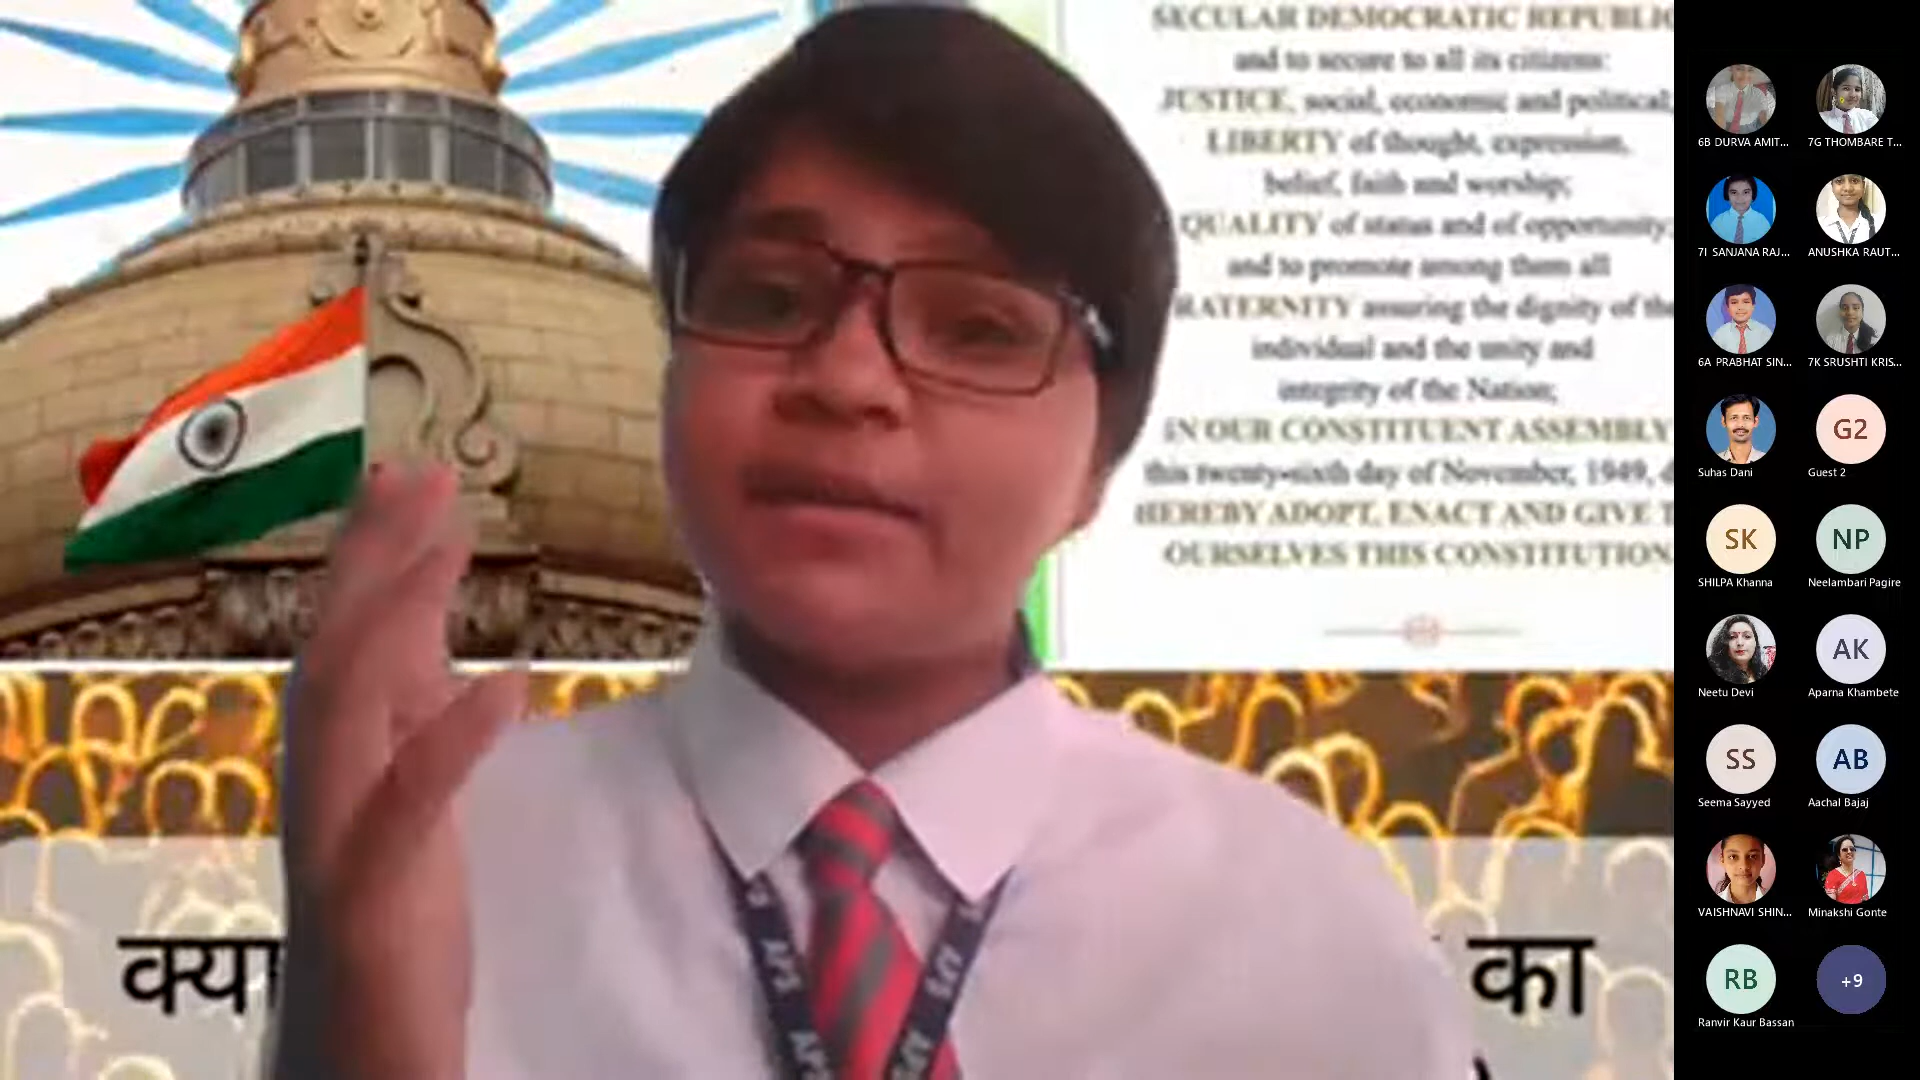 SECULAR DEMOCRATIC REPUBLIC
and to secure to all its citizens:
JUSTICE, social, economic and political;
LIBERTY of thought, expression,
belief, faith and worship;
QUALITY of status and of opportunity;
and to promote among them all
RATERNITY assuring the dignity of the
individual and the unity and
integrity of the Nation;
IN OUR CONSTITUENT ASSEMBLY
this twenty-sixth day of November, 1949, d
HEREBY ADOPT, ENACT AND GIVE T
OURSELVES THIS CONSTITUTION.
क्या
का
APS
APS
APS
APS
6B DURVA AMIT...
7G THOMBARE T...
7I SANJANA RAJ...
ANUSHKA RAUT...
6A PRABHAT SIN...
7K SRUSHTI KRIS...
Suhas Dani
G2
Guest 2
SK
SHILPA Khanna
NP
Neelambari Pagire
Neetu Devi
AK
Aparna Khambete
SS
Seema Sayyed
AB
Aachal Bajaj
VAISHNAVI SHIN...
Minakshi Gonte
RB
Ranvir Kaur Bassan
+9